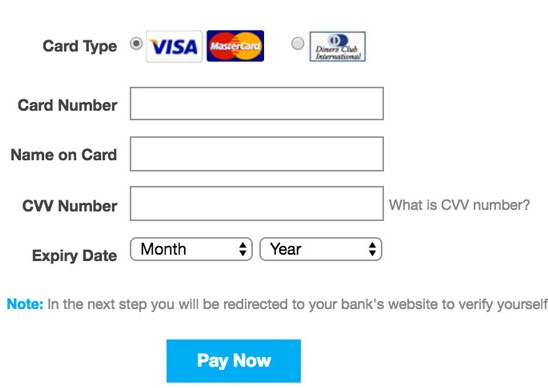 Card Type VISA MasterCard Diners Club International
Card Number
Name on Card
CVV Number What is CVV number?
Expiry Date Month Year
Note: In the next step you will be redirected to your bank's website to verify yourself
Pay Now